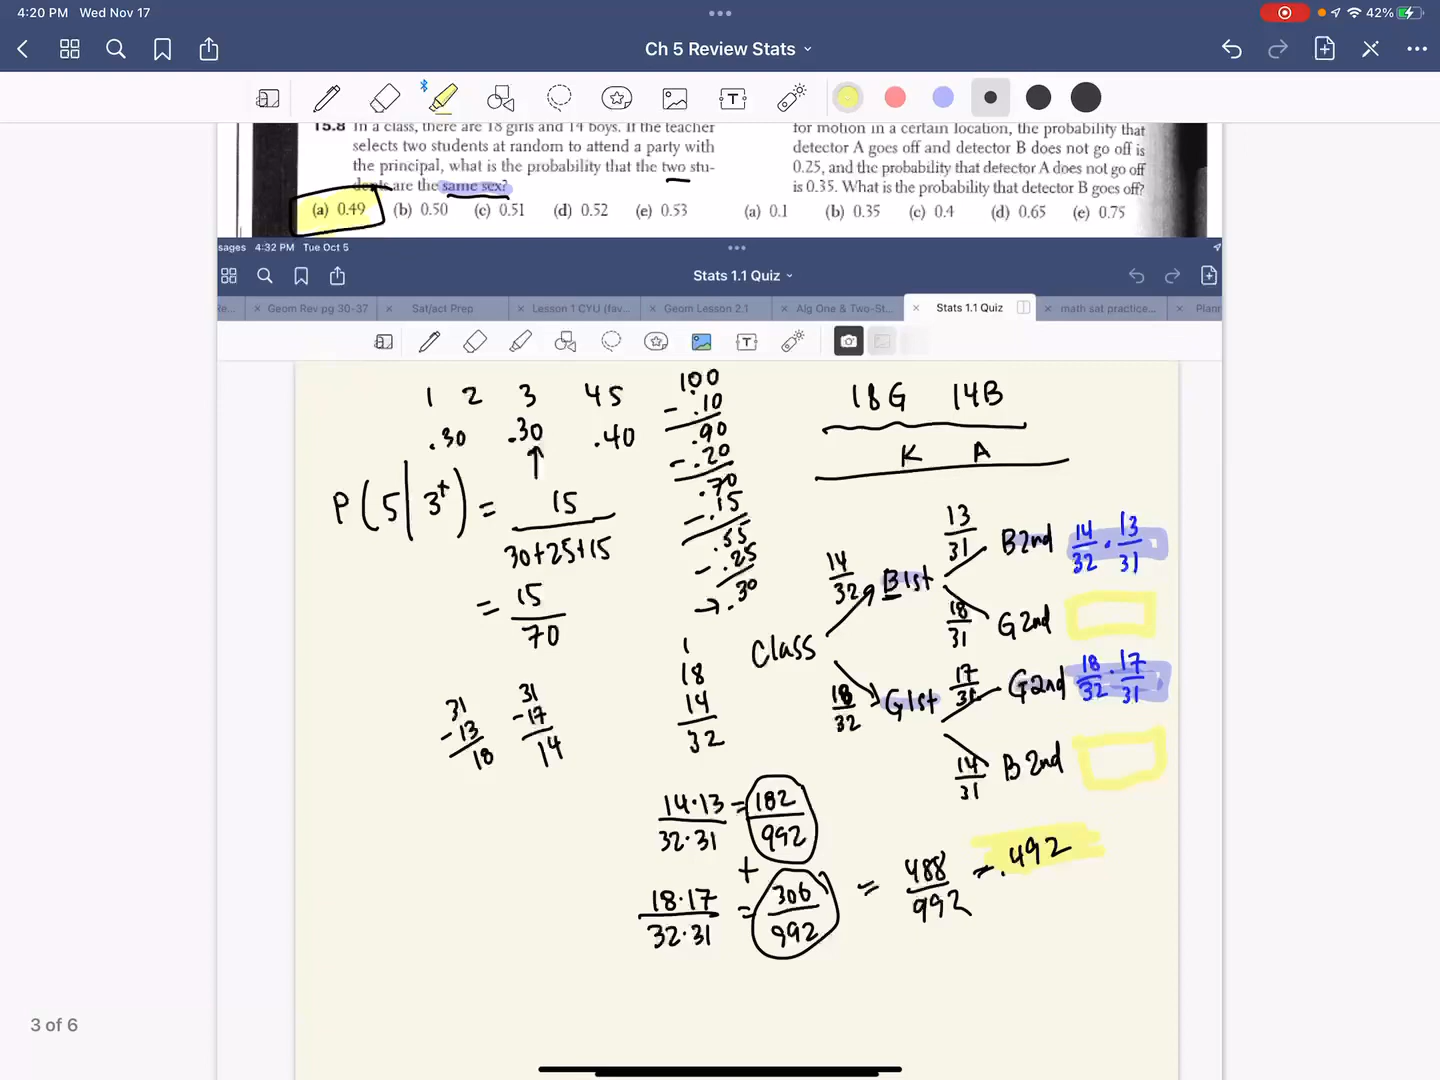 4:20 PM Wed Nov 17
42%
Ch 5 Review Stats
15.8 In a class, there are 18 girls and 14 boys. If the teacher
selects two students at random to attend a party with
the principal, what is the probability that the two stu-
dents are the same sex?
(a) 0.49 (b) 0.50 (c) 0.51 (d) 0.52 (e) 0.53
for motion in a certain location, the probability that
detector A goes off and detector B does not go off is
0.25, and the probability that detector A does not go off
is 0.35. What is the probability that detector B goes off?
(a) 0.1 (b) 0.35 (c) 0.4 (d) 0.65 (e) 0.75
sages 4:32 PM Tue Oct 5
Stats 1.1 Quiz
Geom Rev pg 30-37
Sat/act Prep
Lesson 1 CYU (fav...
Geom Lesson 2.1
Alg One & Two-St...
Stats 1.1 Quiz
math sat practice...
Plann
1 2 3 4 5
.30 .30 .40
P(5|3+) = 15
30+25+15
= 15
70
1.00
- .10
.90
- .20
.70
- .15
.55
- .25
→ .30
18G 14B
K A
Class
14/32 B1st
13/31 B2nd 14/32 · 13/31
18/31 G2nd
18/32 G1st
17/31 G2nd 18/32 · 17/31
14/31 B2nd
31
-13
18
31
-17
14
1
18
14
32
14·13/32·31 = 182/992
+
18·17/32·31 = 306/992
= 488/992 = .492
3 of 6